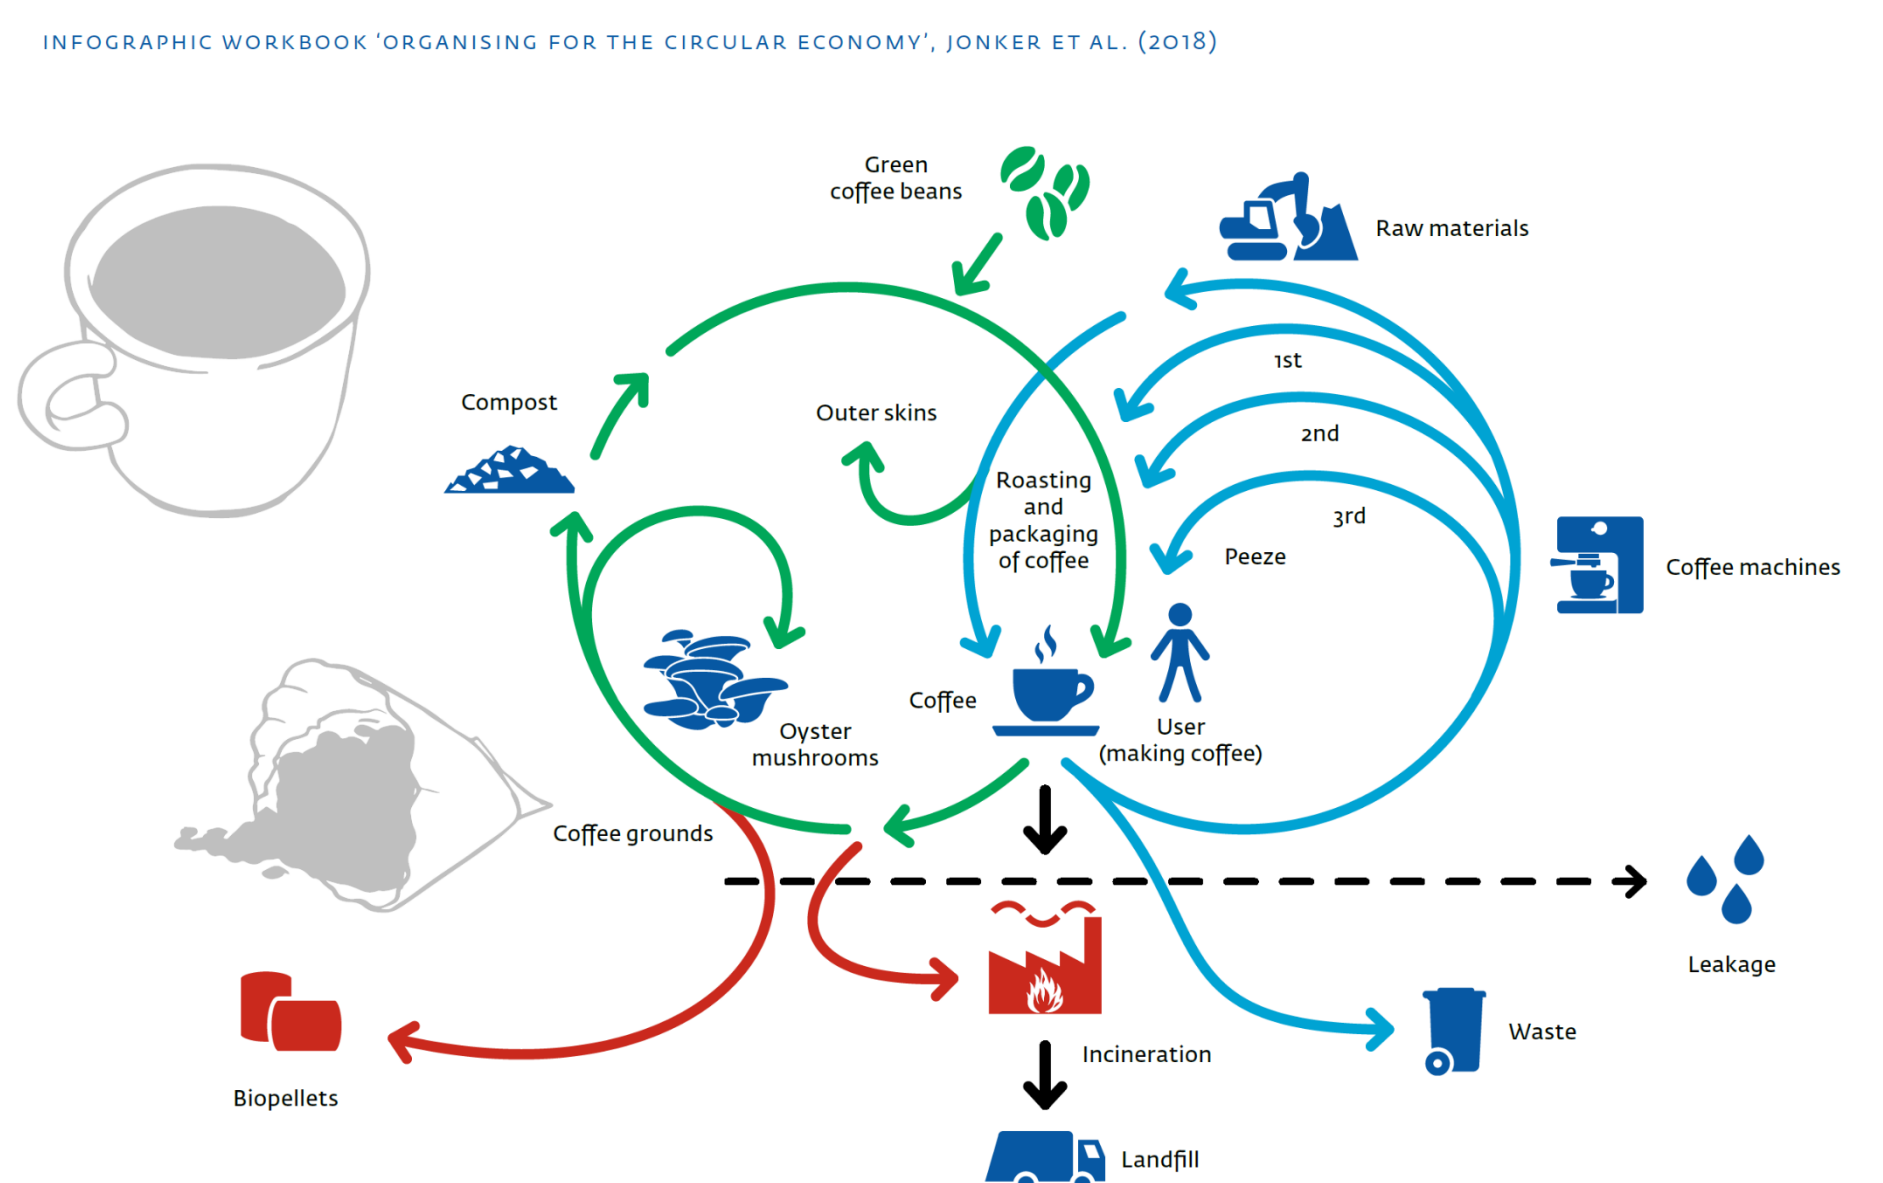 INFOGRAPHIC WORKBOOK ‘ORGANISING FOR THE CIRCULAR ECONOMY’, JONKER ET AL. (2018)
Green
coffee beans
Raw materials
1st
Compost
Outer skins
2nd
Roasting
and
packaging
of coffee
3rd
Peeze
Coffee machines
Coffee
Oyster
mushrooms
User
(making coffee)
Coffee grounds
Leakage
Waste
Incineration
Biopellets
Landfill